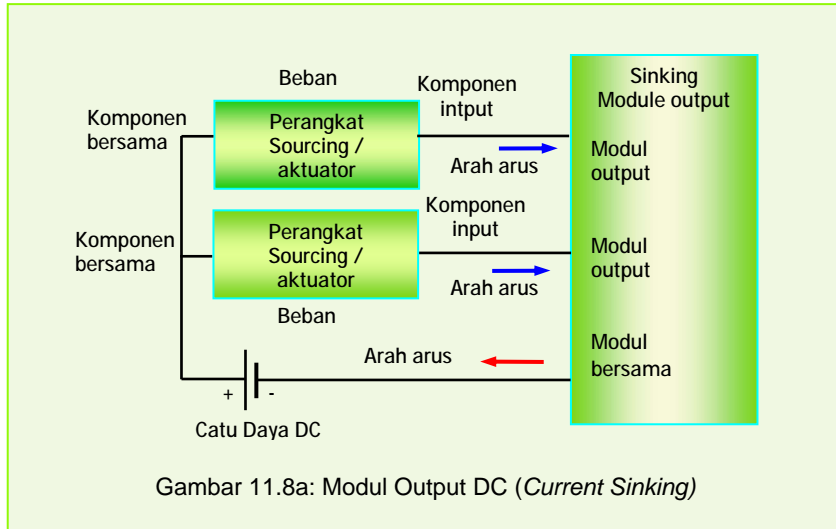 Beban
Komponen
intput
Sinking
Module output
Komponen
bersama
Perangkat
Sourcing /
aktuator
Arah arus
Modul
output
Komponen
bersama
Perangkat
Sourcing /
aktuator
Komponen
input
Arah arus
Modul
output
Beban
Arah arus
Modul
bersama
+ -
Catu Daya DC
Gambar 11.8a: Modul Output DC (Current Sinking)